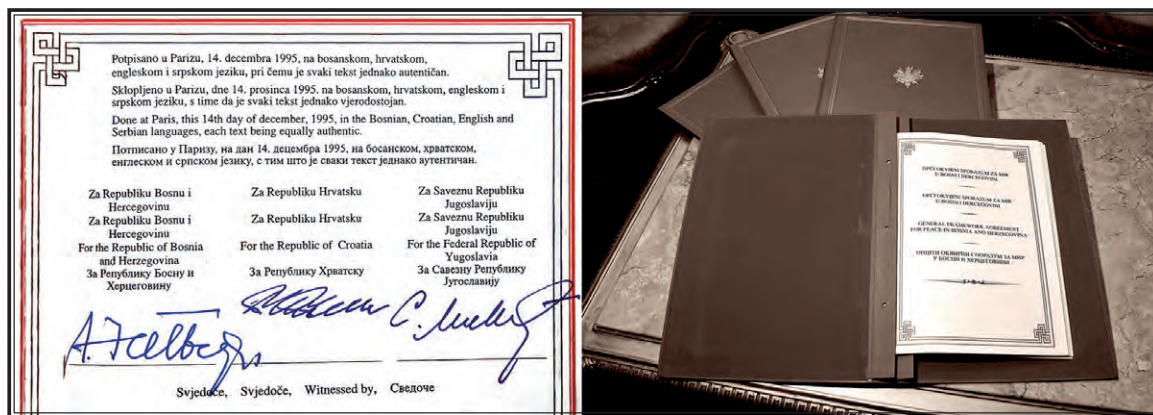 Potpisano u Parizu, 14. decembra 1995, na bosanskom, hrvatskom,
engleskom i srpskom jeziku, pri čemu je svaki tekst jednako autentičan.
Sklopljeno u Parizu, dne 14. prosinca 1995, na bosanskom, hrvatskom, engleskom i
srpskom jeziku, s time da je svaki tekst jednako vjerodostojan.
Done at Paris, this 14th day of december, 1995, in the Bosnian, Croatian, English and
Serbian languages, each text being equally authentic.
Потписано у Паризу, на дан 14. децембра 1995, на босанском, хрватском,
енглеском и српском језику, с тим што је сваки текст једнако аутентичан.
Za Republiku Bosnu i
Hercegovinu
Za Republiku Bosnu i
Hercegovinu
For the Republic of Bosnia
and Herzegovina
За Републику Босну и
Херцеговину
Za Republiku Hrvatsku
Za Republiku Hrvatsku
For the Republic of Croatia
За Републику Хрватску
Za Saveznu Republiku
Jugoslaviju
Za Saveznu Republiku
Jugoslaviju
For the Federal Republic of
Yugoslavia
За Савезну Републику
Југославију
Svjedoče, Svjedoče, Witnessed by, Сведоче
OPĆI OKVIRNI SPORAZUM ZA MIR
U BOSNI I HERCEGOVINI
OPĆI OKVIRNI SPORAZUM ZA MIR
U BOSNI I HERCEGOVINI
GENERAL FRAMEWORK AGREEMENT
FOR PEACE IN BOSNIA AND HERZEGOVINA
ОПШТИ ОКВИРНИ СПОРАЗУМ ЗА МИР
У БОСНИ И ХЕРЦЕГОВИНИ